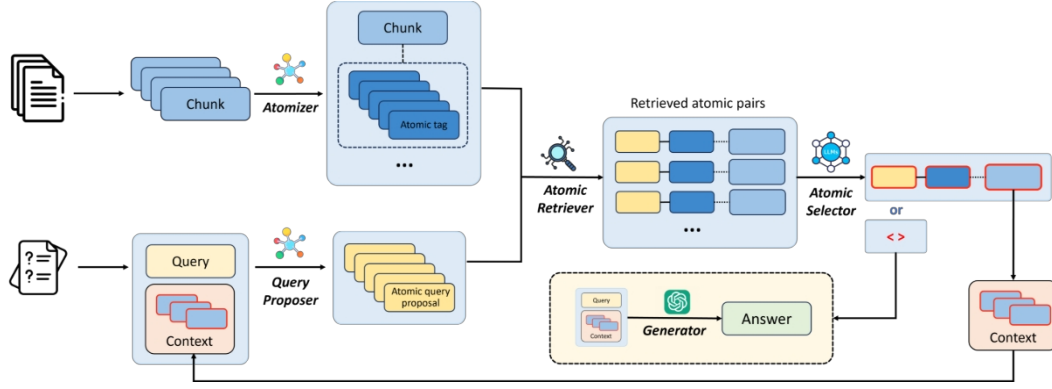 Chunk
Chunk
Atomizer
Atomic tag
...
Retrieved atomic pairs
Atomic
Retriever
...
LLMs
Atomic
Selector
or
< >
?=
?=
Query
Context
Query
Proposer
Atomic query
proposal
Query
Context
Generator
Answer
Context